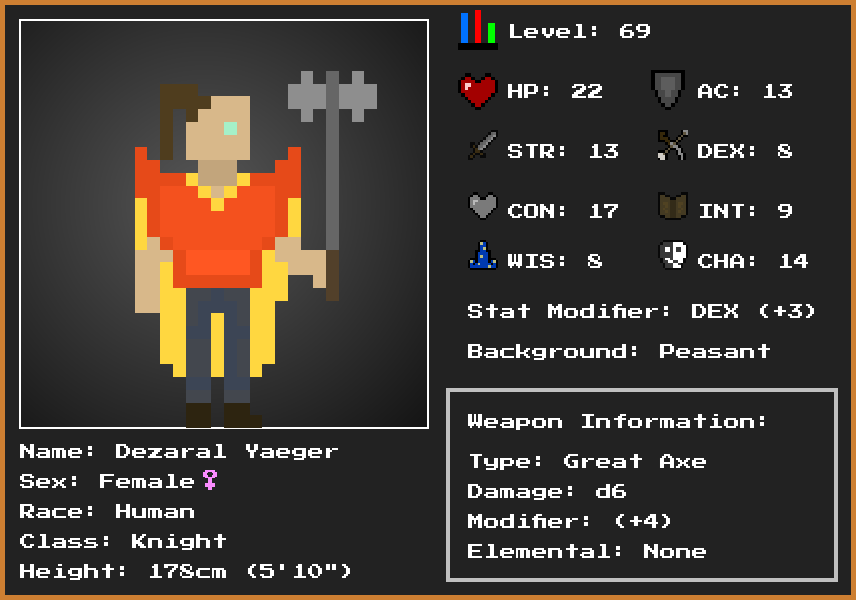 Level: 69
HP: 22 AC: 13
STR: 13 DEX: 8
CON: 17 INT: 9
WIS: 8 CHA: 14
Stat Modifier: DEX (+3)
Background: Peasant
Weapon Information:
Type: Great Axe
Damage: d6
Modifier: (+4)
Elemental: None
Name: Dezaral Yaeger
Sex: Female♀
Race: Human
Class: Knight
Height: 178cm (5'10")